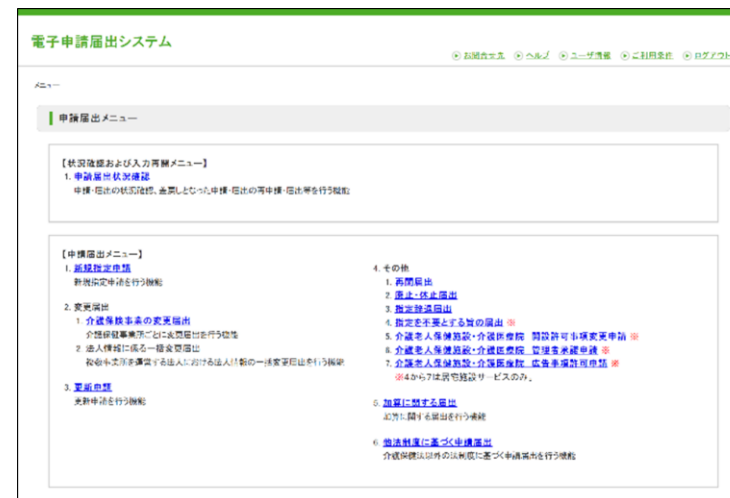 電子申請届出システム
お問合せ先 ヘルプ ユーザ情報 ご利用条件 ログアウト
メニュー
申請届出メニュー
【状況確認および入力再開メニュー】
1. 申請届出状況確認
申請・届出の状況確認、差戻しとなった申請・届出の再申請・届出等を行う機能
【申請届出メニュー】
1. 新規指定申請
新規指定申請を行う機能
2. 変更届出
1. 介護保険事業の変更届出
介護保険事業所ごとに変更届出を行う機能
2. 法人情報に係る一括変更届出
複数事業所を運営する法人における法人情報の一括変更届出を行う機能
3. 更新申請
更新申請を行う機能
4. その他
1. 再開届出
2. 廃止・休止届出
3. 指定辞退届出
4. 指定を不要とする旨の届出 ※
5. 介護老人保健施設・介護医療院 開設許可事項変更申請 ※
6. 介護老人保健施設・介護医療院 管理者承認申請 ※
7. 介護老人保健施設・介護医療院 広告事項許可申請 ※
※4から7は居宅施設サービスのみ。
5. 加算に関する届出
加算に関する届出を行う機能
6. 他法制度に基づく申請届出
介護保険法以外の法制度に基づく申請届出を行う機能